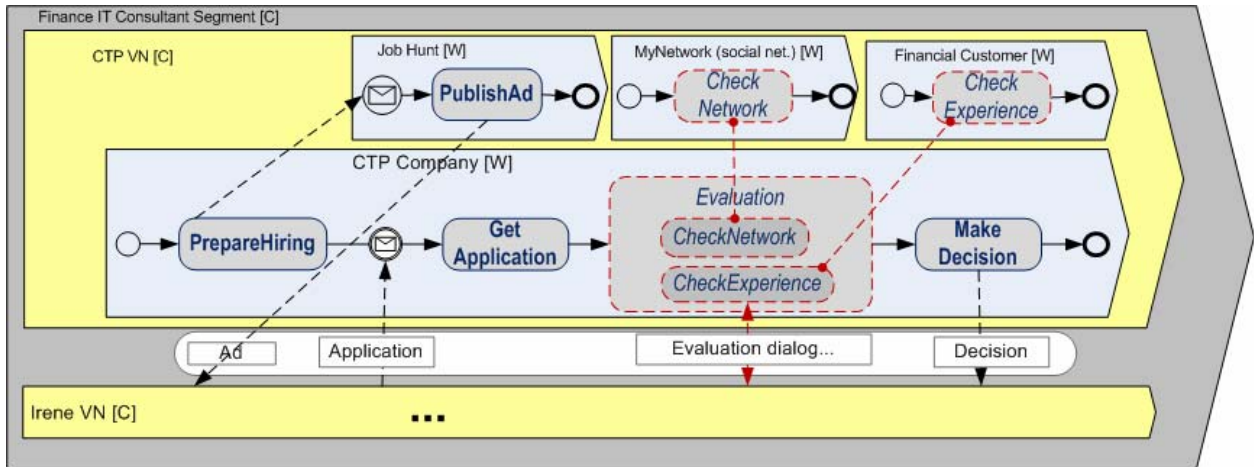 Finance IT Consultant Segment [C]
CTP VN [C]
Job Hunt [W]
PublishAd
MyNetwork (social net.) [W]
Check
Network
Financial Customer [W]
Check
Experience
CTP Company [W]
PrepareHiring
Get
Application
Evaluation
CheckNetwork
CheckExperience
Make
Decision
Ad
Application
Evaluation dialog...
Decision
Irene VN [C]
...